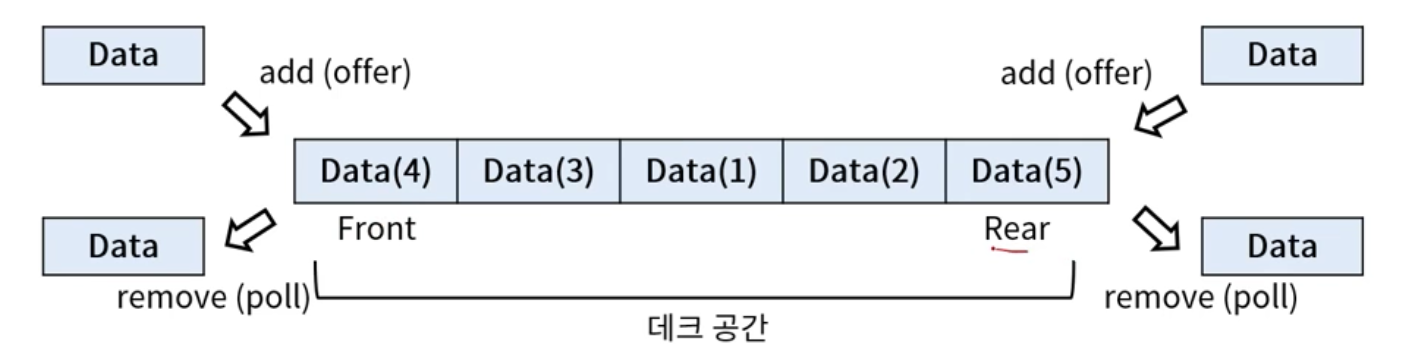 Data
Data
add (offer)
add (offer)
Data(4) Data(3) Data(1) Data(2) Data(5)
Front
Rear
Data
Data
remove (poll)
remove (poll)
데크 공간